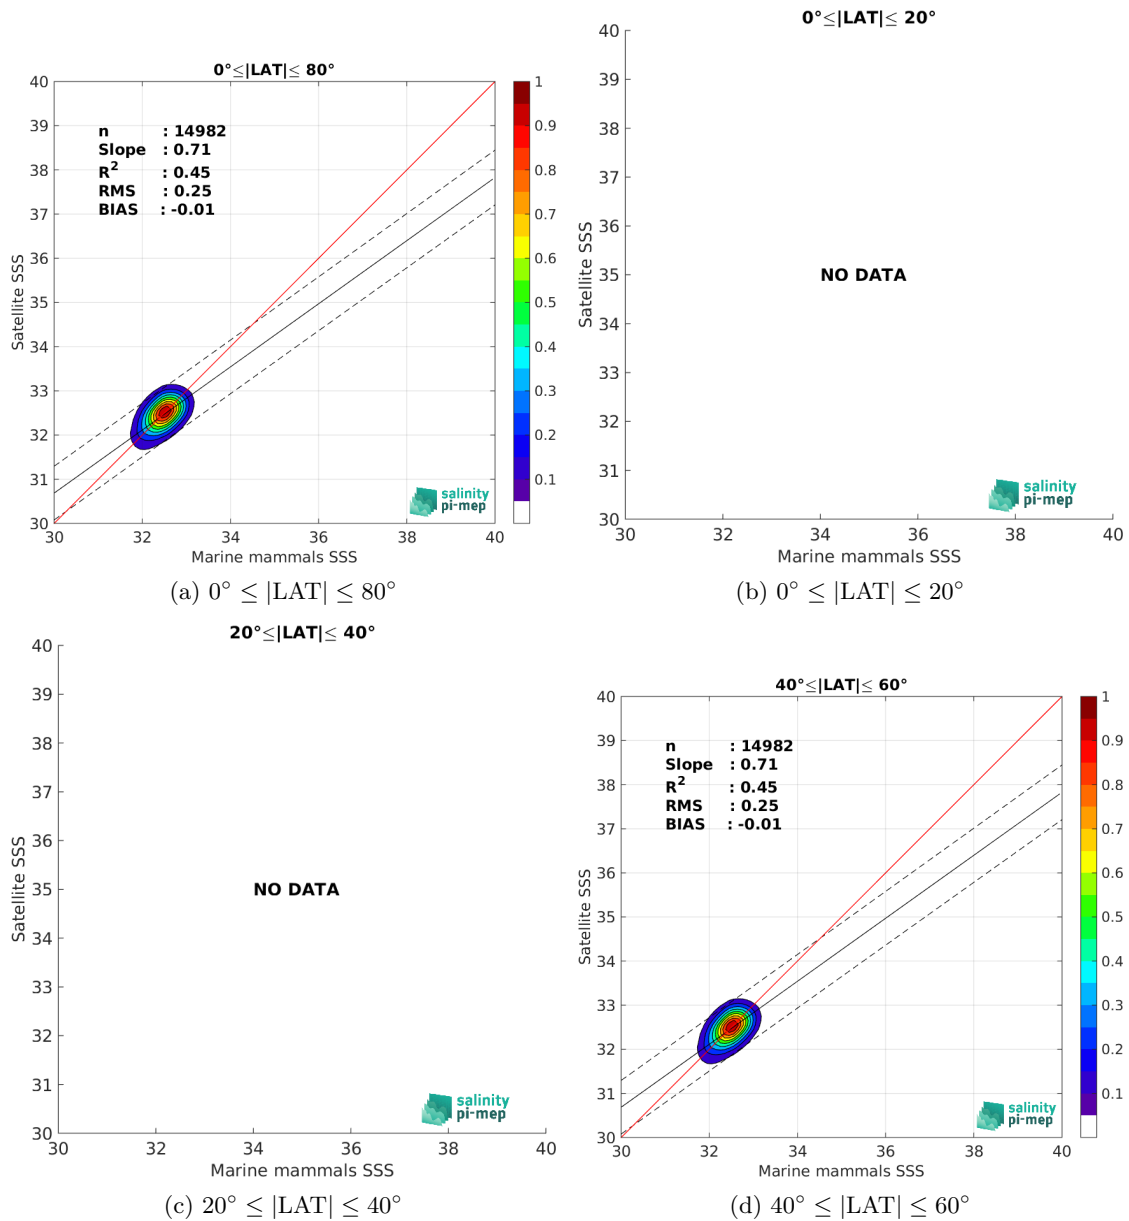 0°≤|LAT|≤ 80°
40
39
38
37
36
35
34
33
32
31
30
Satellite SSS
n : 14982
Slope : 0.71
R² : 0.45
RMS : 0.25
BIAS : -0.01
salinity
pi-mep
30 32 34 36 38 40
Marine mammals SSS
1
0.9
0.8
0.7
0.6
0.5
0.4
0.3
0.2
0.1
(a) 0° ≤ |LAT| ≤ 80°
0°≤|LAT|≤ 20°
40
39
38
37
36
35
34
33
32
31
30
Satellite SSS
NO DATA
salinity
pi-mep
30 32 34 36 38 40
Marine mammals SSS
(b) 0° ≤ |LAT| ≤ 20°
20°≤|LAT|≤ 40°
40
39
38
37
36
35
34
33
32
31
30
Satellite SSS
NO DATA
salinity
pi-mep
30 32 34 36 38 40
Marine mammals SSS
(c) 20° ≤ |LAT| ≤ 40°
40°≤|LAT|≤ 60°
40
39
38
37
36
35
34
33
32
31
30
Satellite SSS
n : 14982
Slope : 0.71
R² : 0.45
RMS : 0.25
BIAS : -0.01
salinity
pi-mep
30 32 34 36 38 40
Marine mammals SSS
1
0.9
0.8
0.7
0.6
0.5
0.4
0.3
0.2
0.1
(d) 40° ≤ |LAT| ≤ 60°